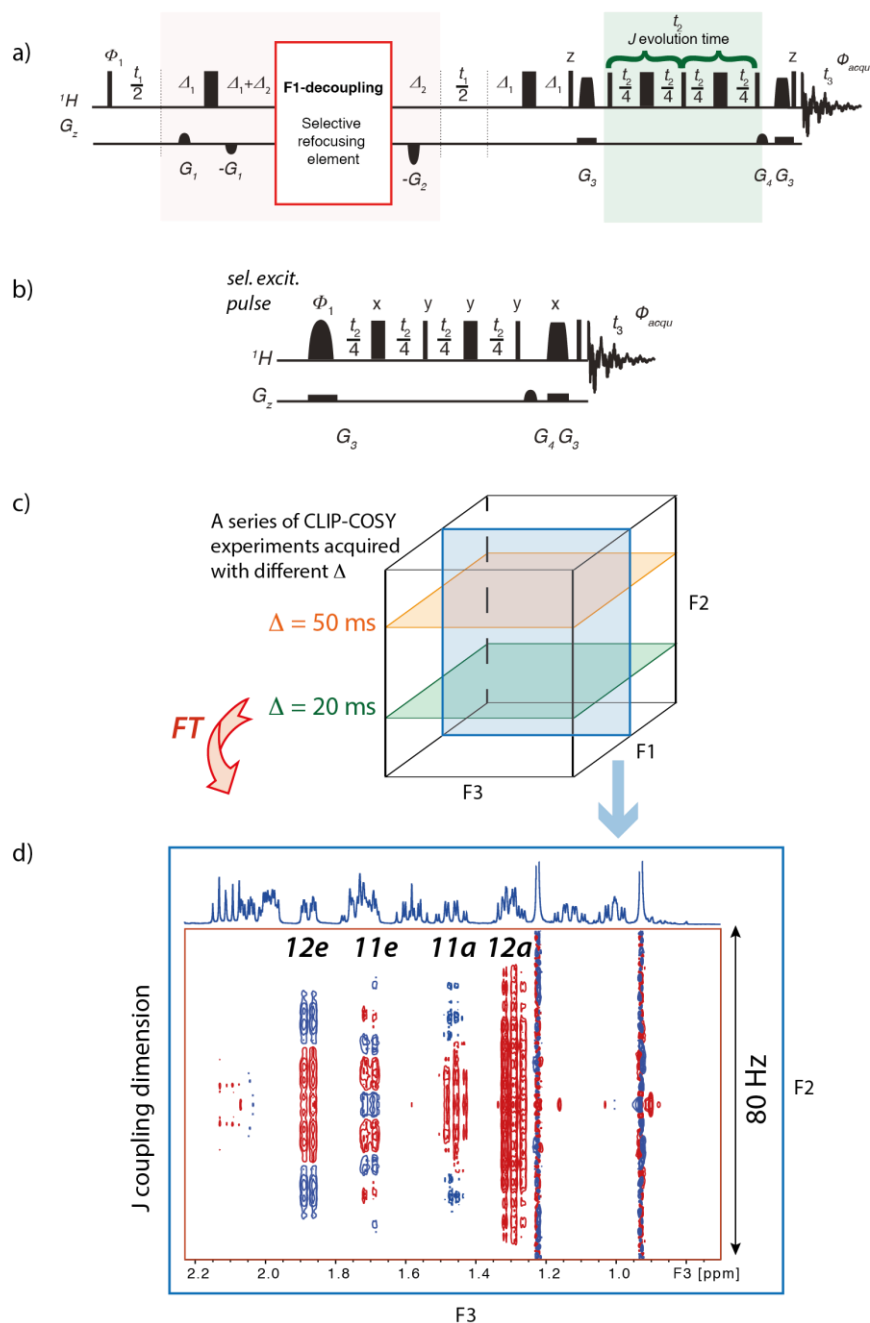 a)
t₂
J evolution time
Φ₁
z
z
Φacqu
t₁/2
Δ₁
Δ₁+Δ₂
F1-decoupling
Δ₂
t₁/2
Δ₁
Δ₁
t₂/4
t₂/4
t₂/4
t₂/4
t₃
¹H
Selective
refocusing
element
Gz
G₁
-G₁
-G₂
G₃
G₄ G₃
b)
sel. excit.
pulse
Φ₁
x
y
y
y
x
t₂/4
t₂/4
t₂/4
t₂/4
t₃
Φacqu
¹H
Gz
G₃
G₄ G₃
c)
A series of CLIP-COSY
experiments acquired
with different Δ
Δ = 50 ms
F2
Δ = 20 ms
FT
F1
F3
d)
12e 11e 11a 12a
J coupling dimension
80 Hz
F2
2.2 2.0 1.8 1.6 1.4 1.2 1.0 F3 [ppm]
F3